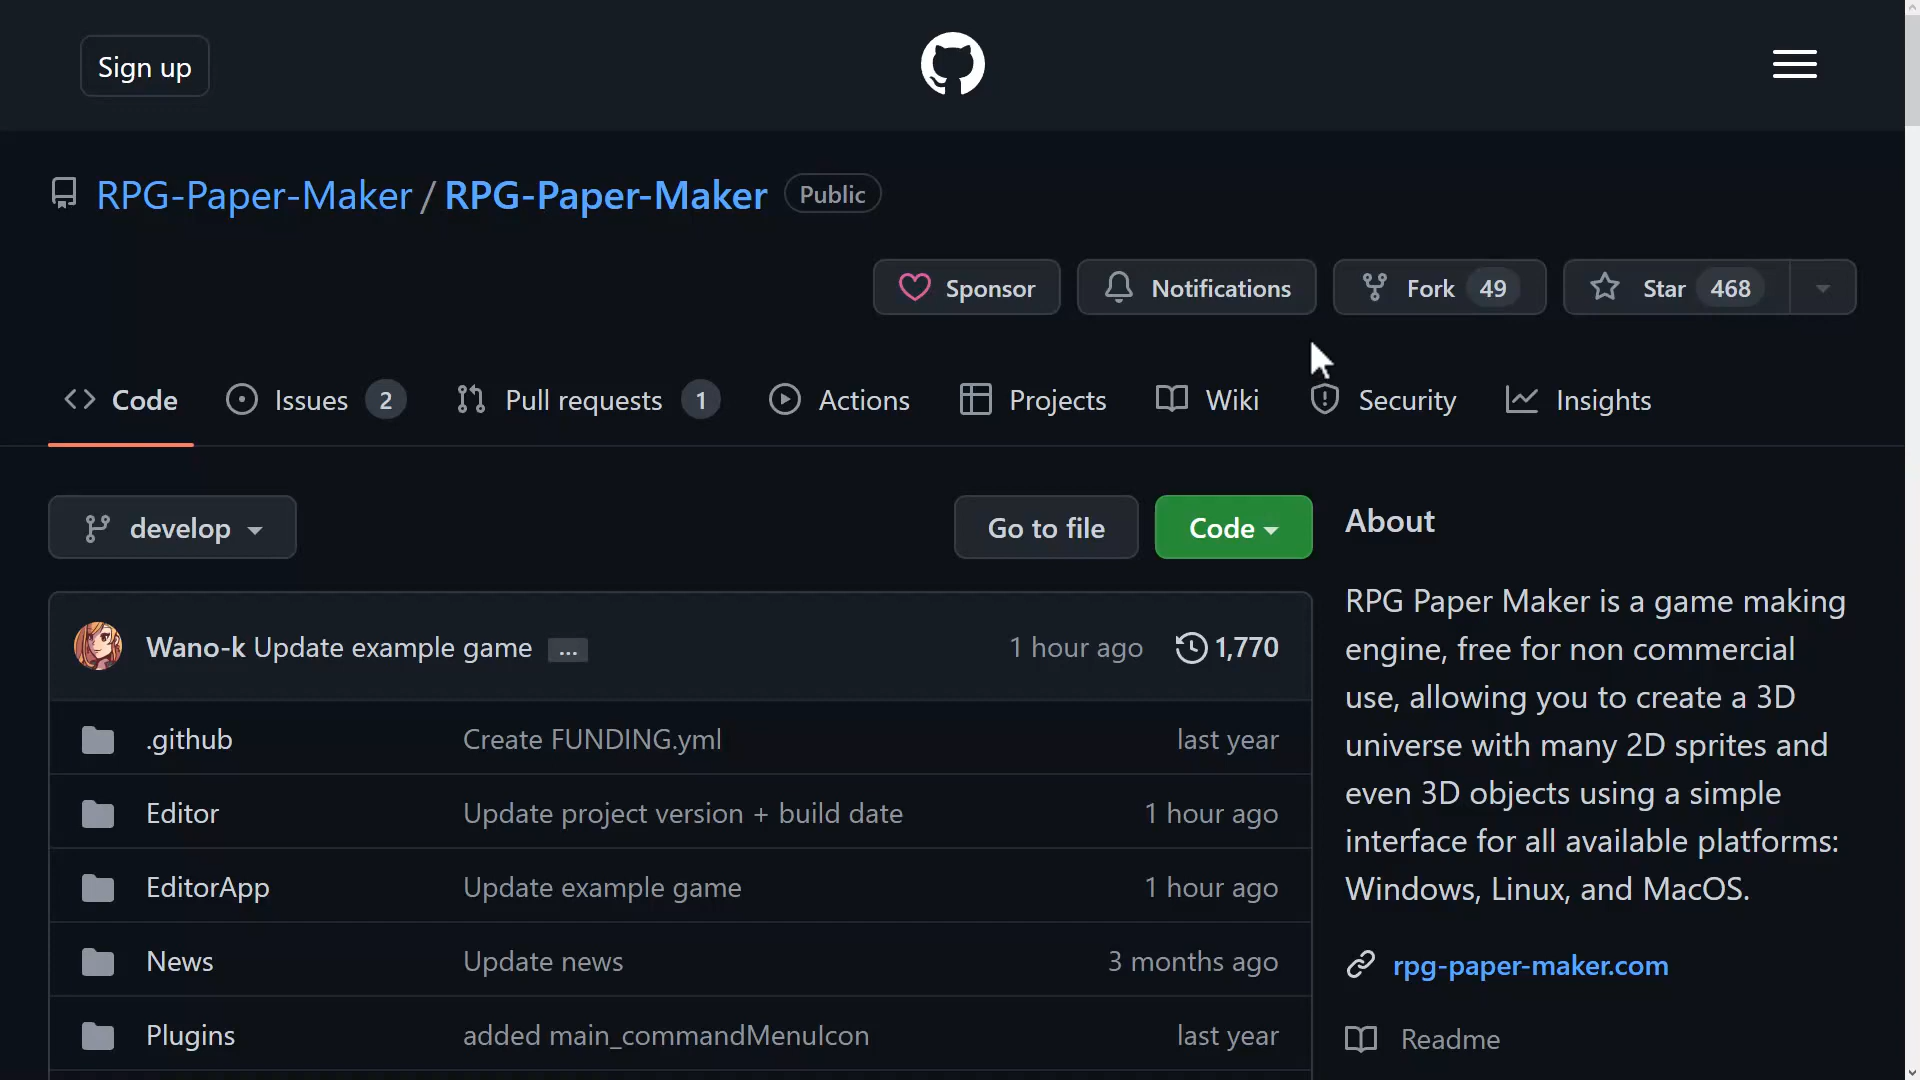 Sign up
RPG-Paper-Maker / RPG-Paper-Maker Public
Sponsor Notifications Fork 49 Star 468
Code Issues 2 Pull requests 1 Actions Projects Wiki Security Insights
develop Go to file Code
Wano-k Update example game ... 1 hour ago 1,770
.github Create FUNDING.yml last year
Editor Update project version + build date 1 hour ago
EditorApp Update example game 1 hour ago
News Update news 3 months ago
Plugins added main_commandMenuIcon last year
About
RPG Paper Maker is a game making
engine, free for non commercial
use, allowing you to create a 3D
universe with many 2D sprites and
even 3D objects using a simple
interface for all available platforms:
Windows, Linux, and MacOS.
rpg-paper-maker.com
Readme